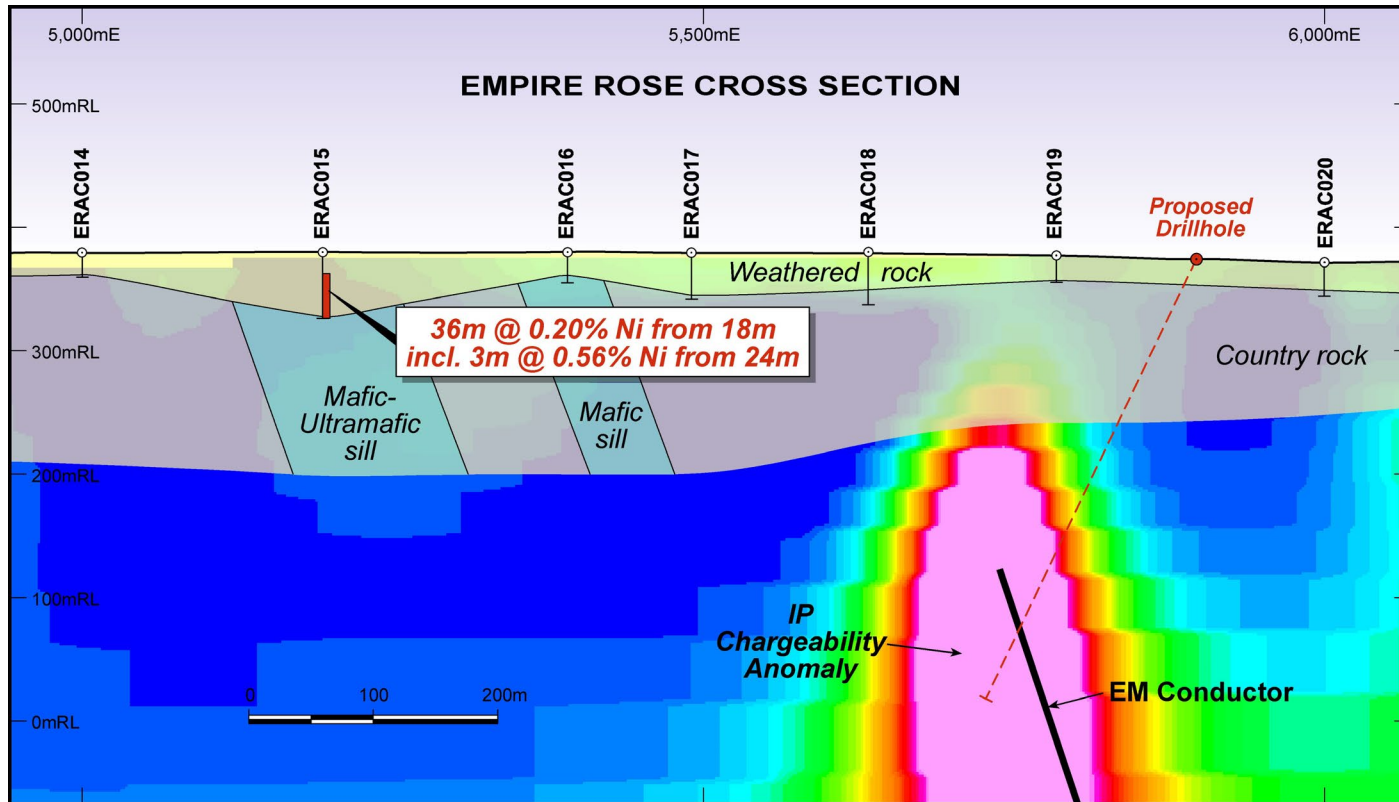 5,000mE
5,500mE
6,000mE
EMPIRE ROSE CROSS SECTION
500mRL
ERAC014
ERAC015
ERAC016
ERAC017
ERAC018
ERAC019
ERAC020
Proposed
Drillhole
Weathered rock
36m @ 0.20% Ni from 18m
incl. 3m @ 0.56% Ni from 24m
300mRL
Country rock
Mafic-
Ultramafic
sill
Mafic
sill
200mRL
100mRL
IP
Chargeability
Anomaly
EM Conductor
0
100
200m
0mRL